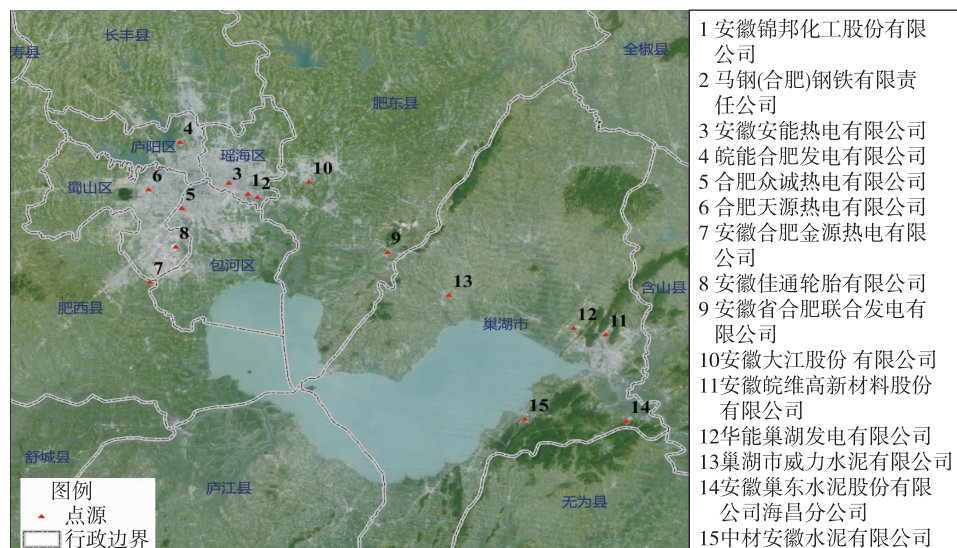 长丰县
寿县
全椒县
肥东县
4
庐阳区
瑶海区
10
蜀山区
6
3
12
5
8
9
包河区
7
13
含山县
肥西县
巢湖市
12
11
15
14
舒城县
庐江县
无为县
图例
点源
行政边界
1 安徽锦邦化工股份有限
公司
2 马钢(合肥)钢铁有限责
任公司
3 安徽安能热电有限公司
4 皖能合肥发电有限公司
5 合肥众诚热电有限公司
6 合肥天源热电有限公司
7 安徽合肥金源热电有限
公司
8 安徽佳通轮胎有限公司
9 安徽省合肥联合发电有
限公司
10安徽大江股份 有限公司
11安徽皖维高新材料股份
有限公司
12华能巢湖发电有限公司
13巢湖市威力水泥有限公司
14安徽巢东水泥股份有限
公司海昌分公司
15中材安徽水泥有限公司